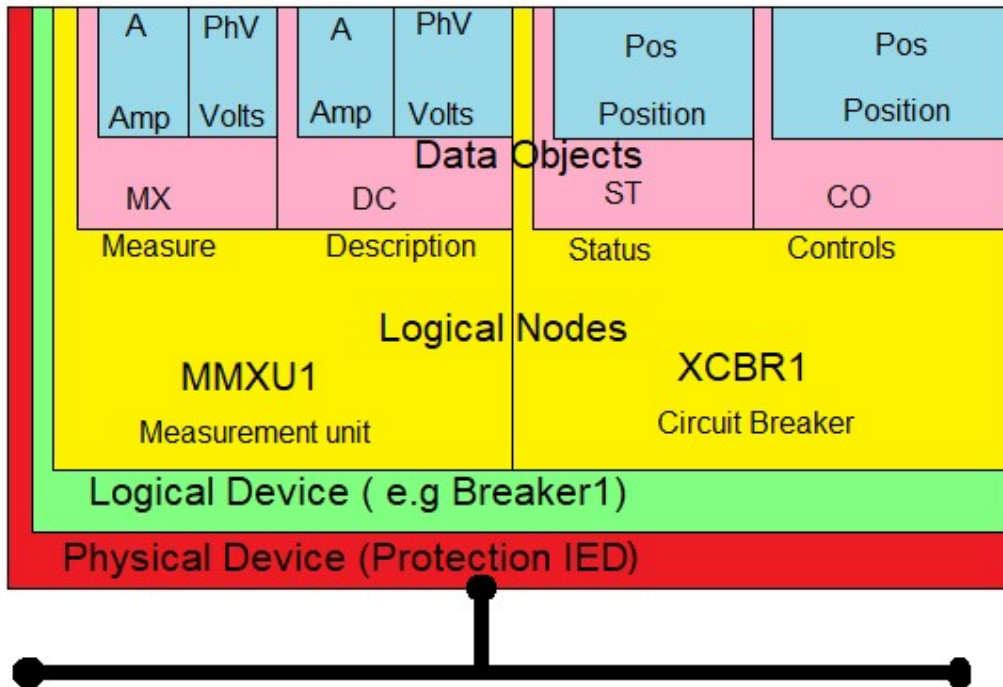 A PhV A PhV Pos Pos
Amp Volts Amp Volts Position Position
Data Objects
MX DC ST CO
Measure Description Status Controls
Logical Nodes
MMXU1 XCBR1
Measurement unit Circuit Breaker
Logical Device ( e.g Breaker1)
Physical Device (Protection IED)